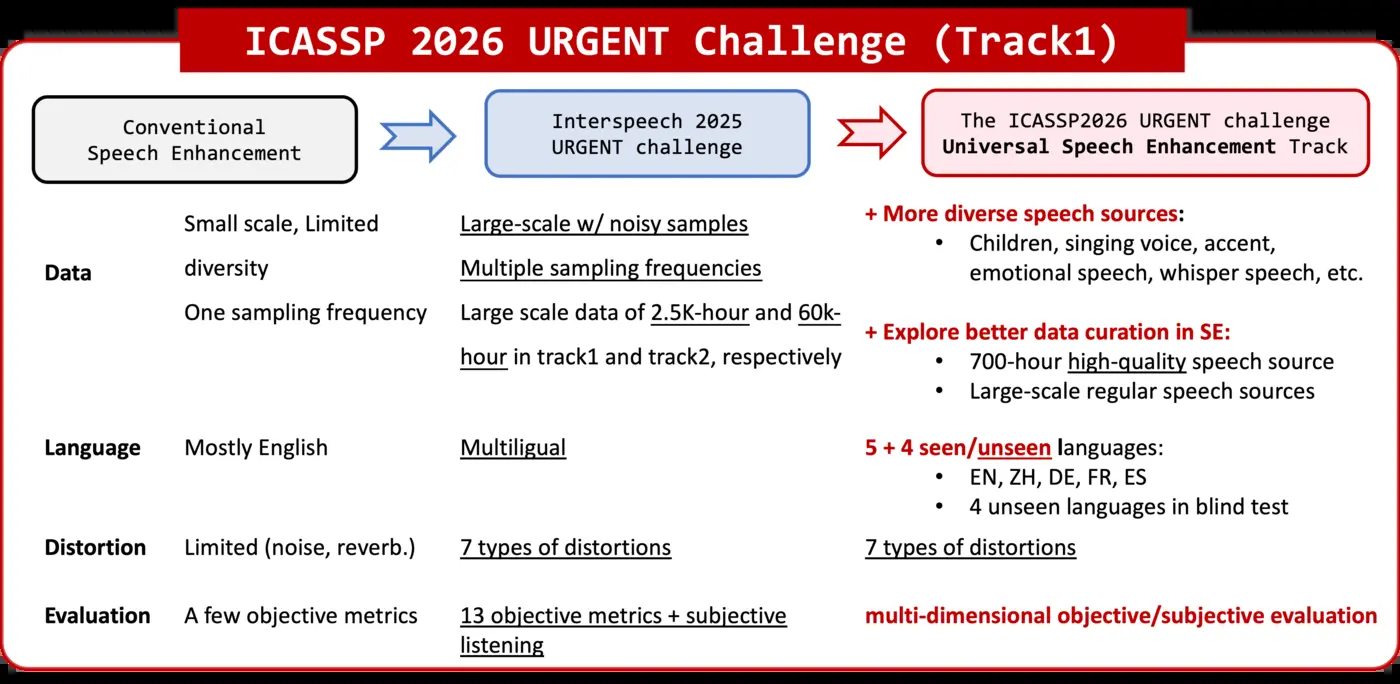 ICASSP 2026 URGENT Challenge (Track1)
Conventional
Speech Enhancement
Interspeech 2025
URGENT challenge
The ICASSP2026 URGENT challenge
Universal Speech Enhancement Track
Data
Small scale, Limited
diversity
One sampling frequency
Large-scale w/ noisy samples
Multiple sampling frequencies
Large scale data of 2.5K-hour and 60k-
hour in track1 and track2, respectively
+ More diverse speech sources:
• Children, singing voice, accent,
emotional speech, whisper speech, etc.
+ Explore better data curation in SE:
• 700-hour high-quality speech source
• Large-scale regular speech sources
Language
Mostly English
Multiligual
5 + 4 seen/unseen languages:
• EN, ZH, DE, FR, ES
• 4 unseen languages in blind test
Distortion
Limited (noise, reverb.)
7 types of distortions
7 types of distortions
Evaluation
A few objective metrics
13 objective metrics + subjective
listening
multi-dimensional objective/subjective evaluation